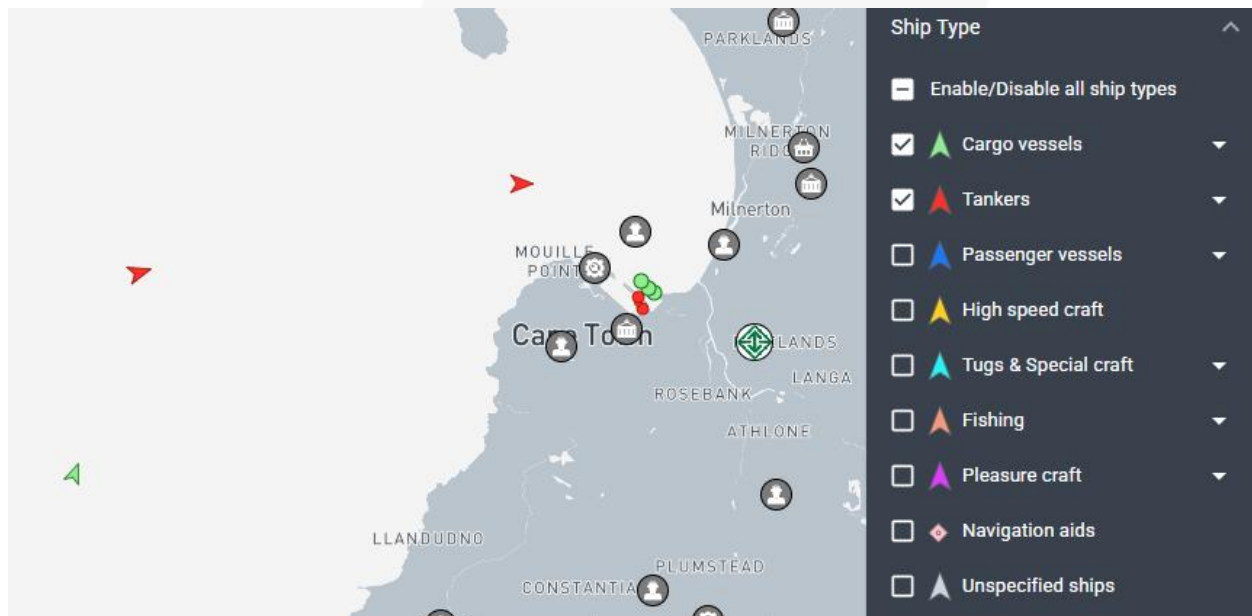 PARKLANDS
MILNERTON
RIDGE
Milnerton
MOUILLE
POINT
Cape Town
LANDS
LANGA
ROSEBANK
ATHLONE
LLANDUDNO
PLUMSTEAD
CONSTANTIA
Ship Type
Enable/Disable all ship types
Cargo vessels
Tankers
Passenger vessels
High speed craft
Tugs & Special craft
Fishing
Pleasure craft
Navigation aids
Unspecified ships